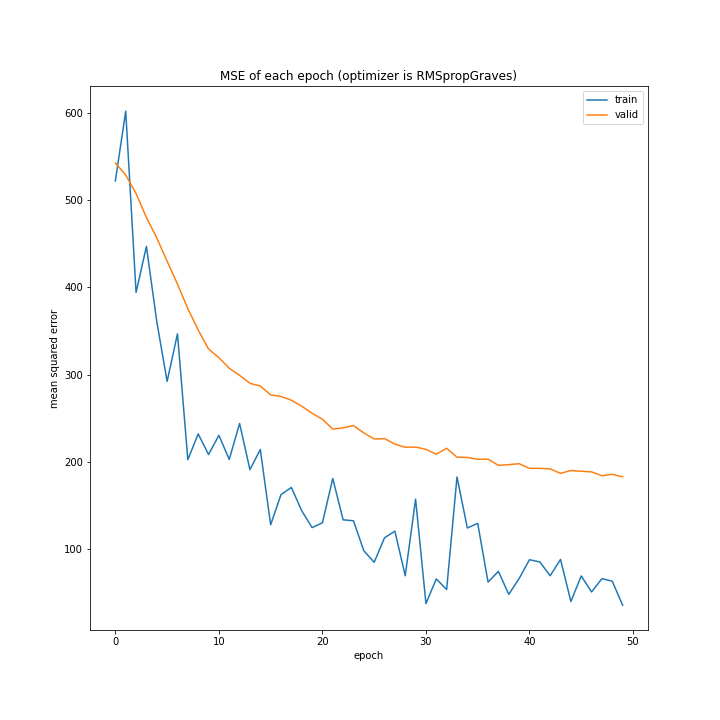 MSE of each epoch (optimizer is RMSpropGraves)
train
valid
mean squared error
600
500
400
300
200
100
0
10
20
30
40
50
epoch